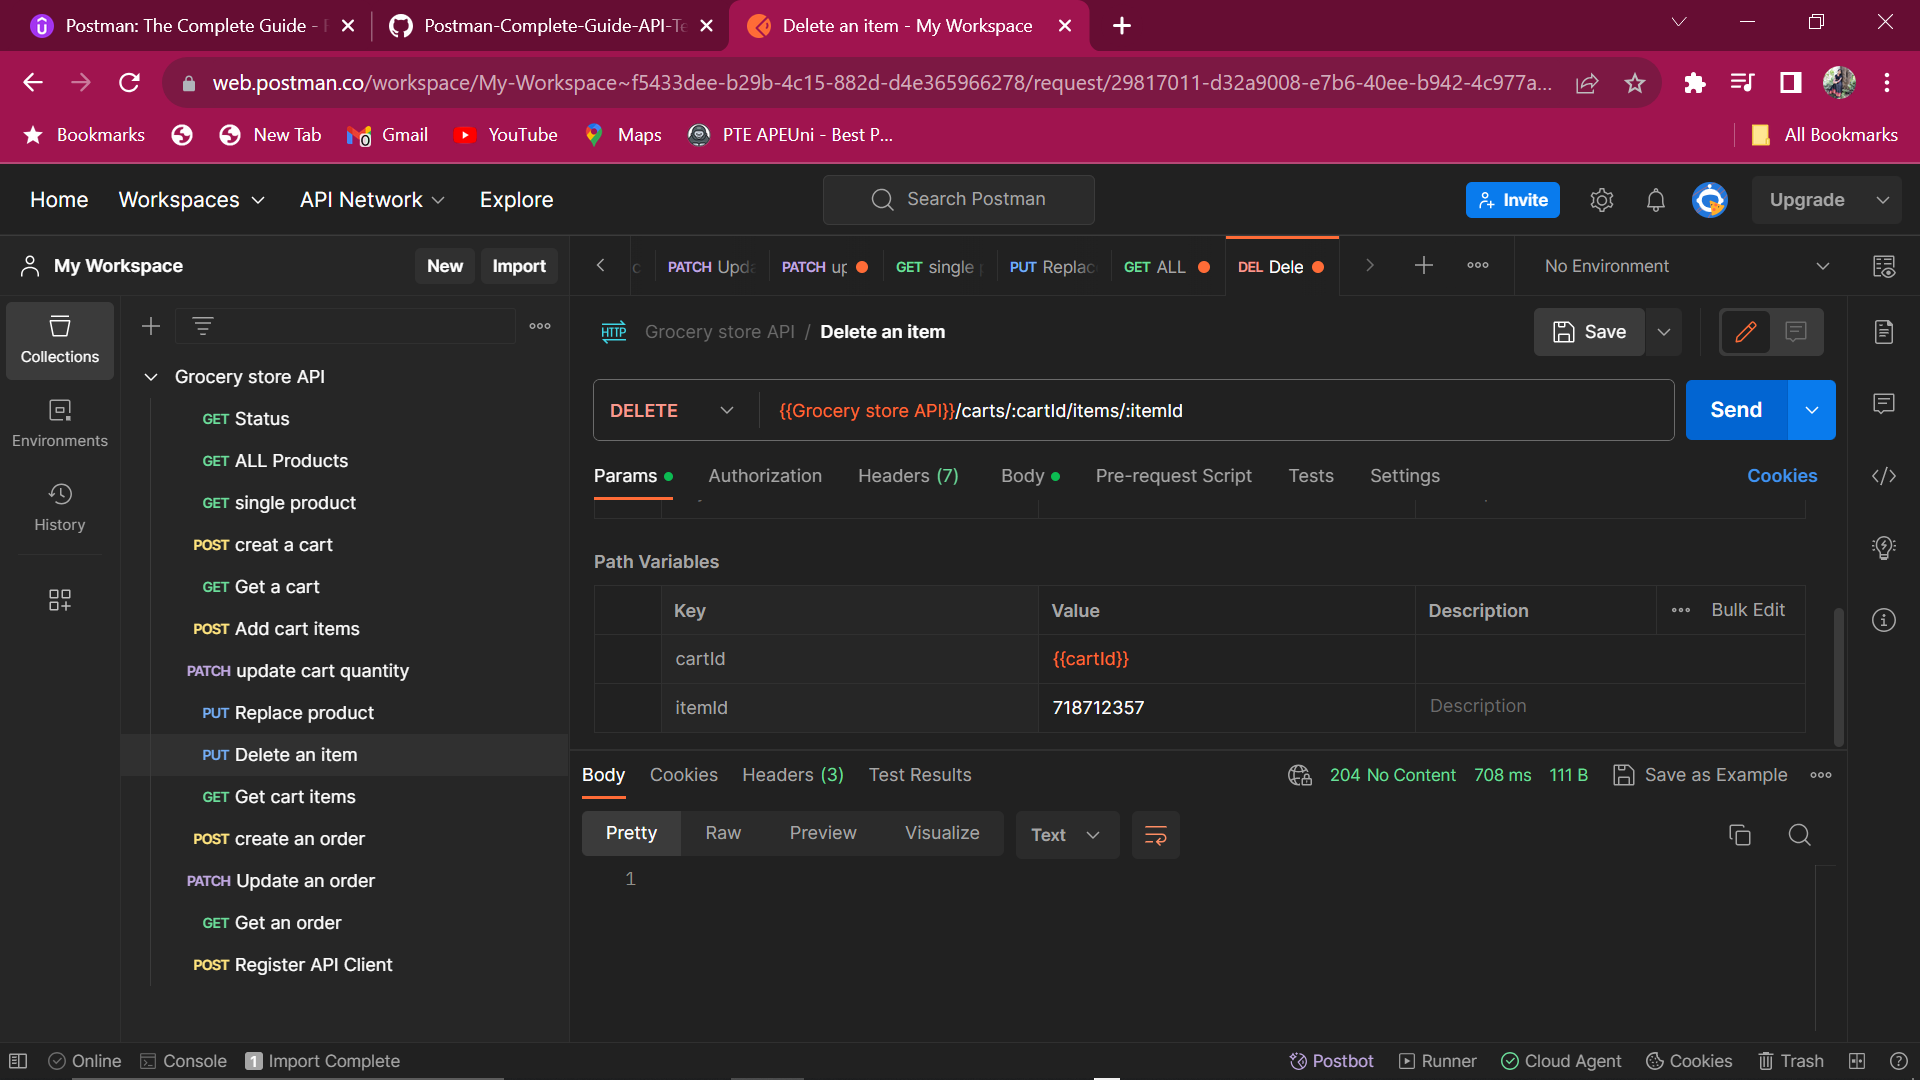 Postman: The Complete Guide -
Postman-Complete-Guide-API-Te
Delete an item - My Workspace
web.postman.co/workspace/My-Workspace~f5433dee-b29b-4c15-882d-d4e365966278/request/29817011-d32a9008-e7b6-40ee-b942-4c977a...
Bookmarks
New Tab
Gmail
YouTube
Maps
PTE APEUni - Best P...
All Bookmarks
Home
Workspaces
API Network
Explore
Search Postman
Invite
Upgrade
My Workspace
New
Import
PATCH Upda
PATCH up
GET single
PUT Replac
GET ALL
DEL Dele
No Environment
Collections
Environments
History
Grocery store API
GET Status
GET ALL Products
GET single product
POST creat a cart
GET Get a cart
POST Add cart items
PATCH update cart quantity
PUT Replace product
PUT Delete an item
GET Get cart items
POST create an order
PATCH Update an order
GET Get an order
POST Register API Client
HTTP
Grocery store API / Delete an item
Save
DELETE
{{Grocery store API}}/carts/:cartId/items/:itemId
Send
Params
Authorization
Headers (7)
Body
Pre-request Script
Tests
Settings
Cookies
Path Variables
Key
Value
Description
Bulk Edit
cartId
{{cartId}}
itemId
718712357
Description
Body
Cookies
Headers (3)
Test Results
204 No Content
708 ms
111 B
Save as Example
Pretty
Raw
Preview
Visualize
Text
1
Online
Console
1 Import Complete
Postbot
Runner
Cloud Agent
Cookies
Trash